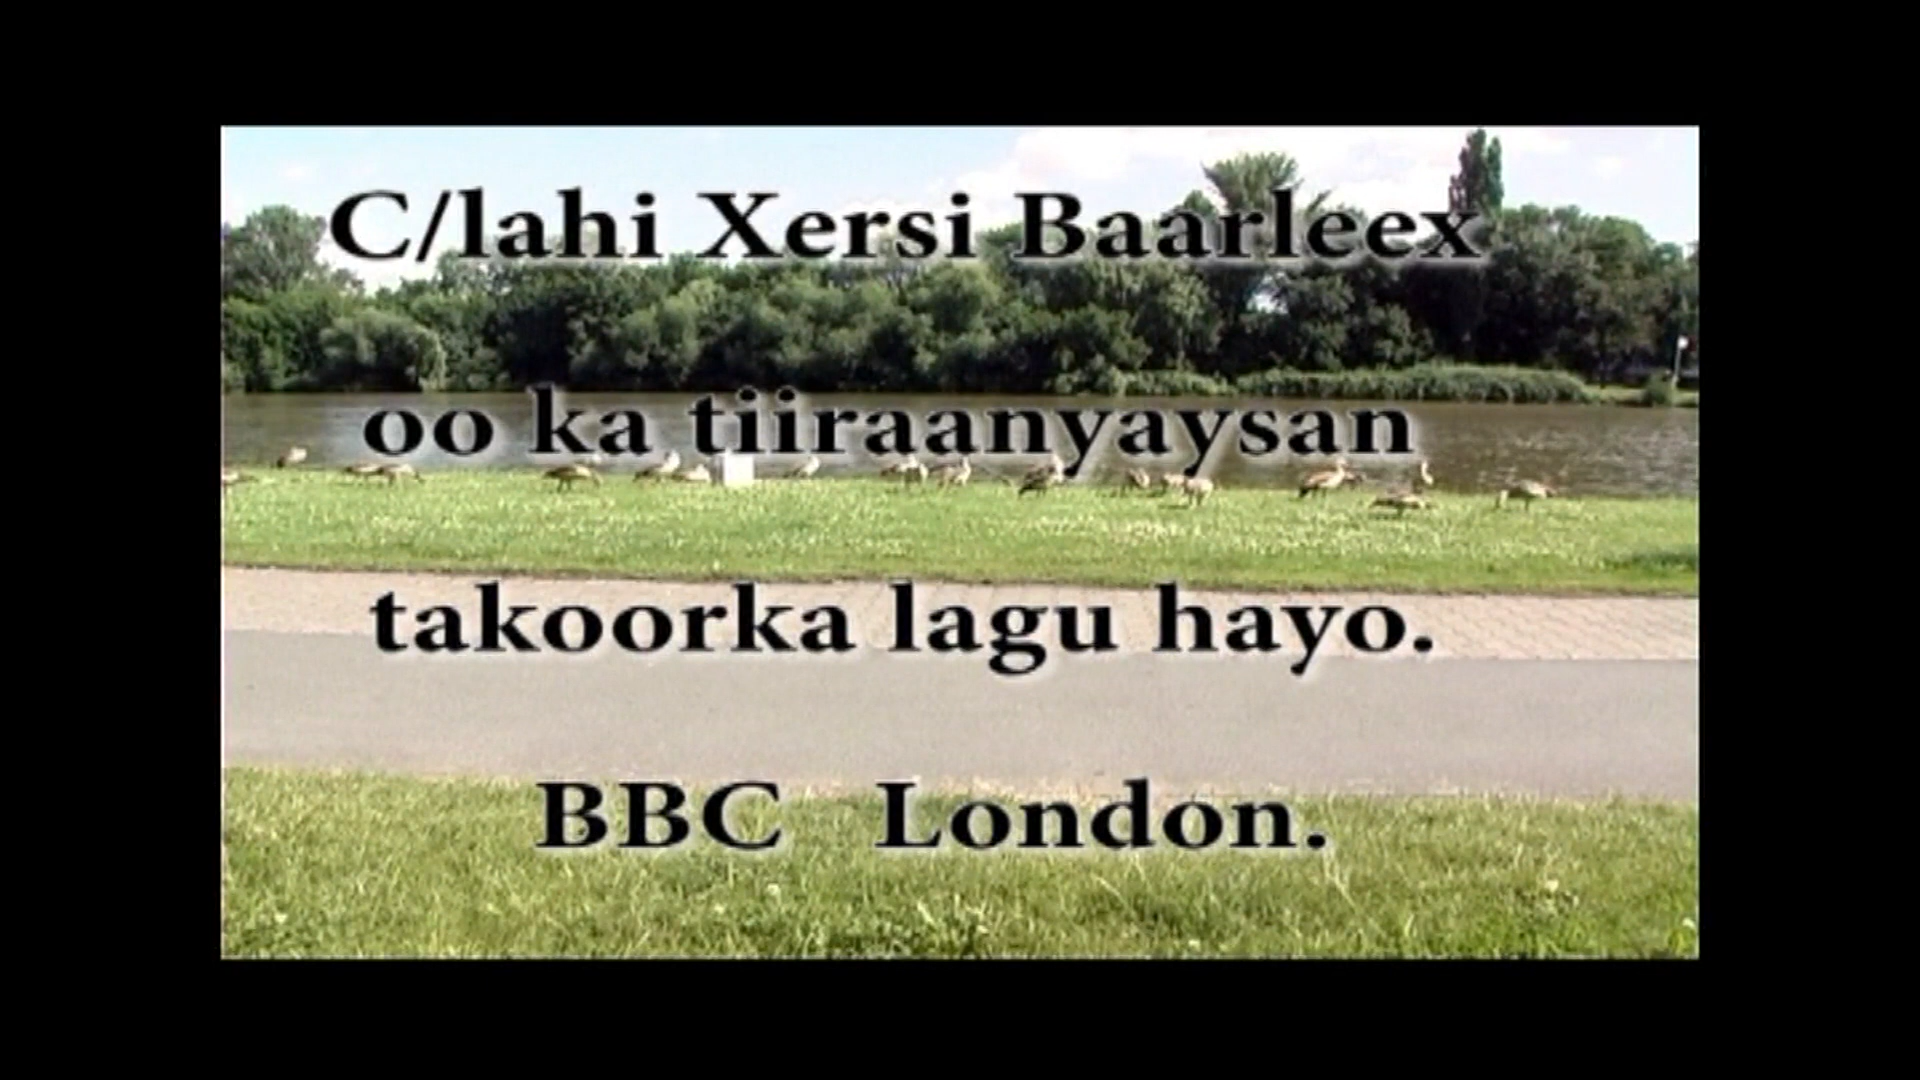 C/lahi Xersi Baarleex
oo ka tiiraanyaysan
takoorka lagu hayo.
BBC London.